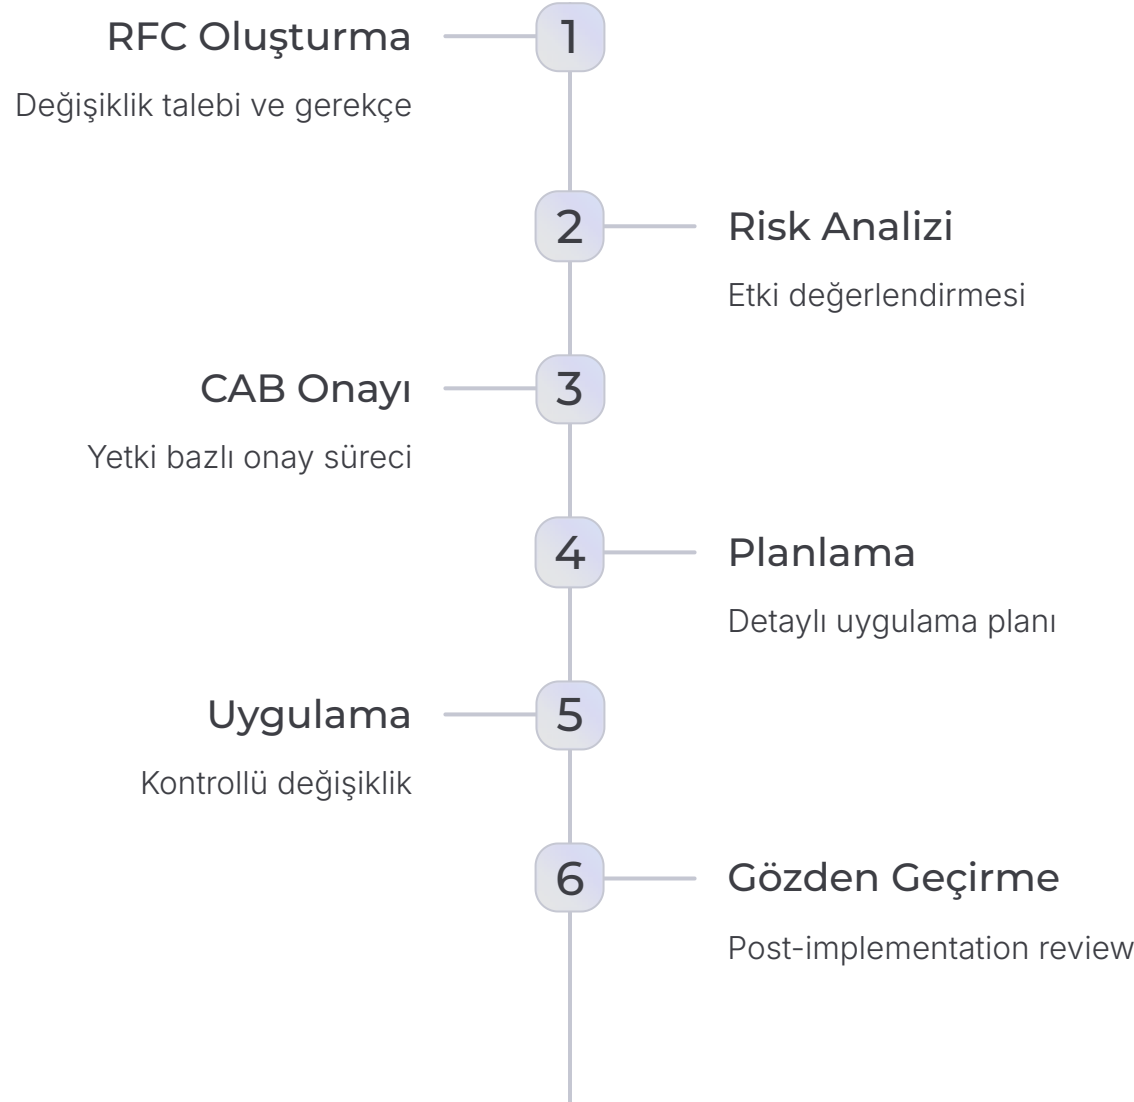 RFC Oluşturma
1
Değişiklik talebi ve gerekçe
2
Risk Analizi
Etki değerlendirmesi
CAB Onayı
3
Yetki bazlı onay süreci
4
Planlama
Detaylı uygulama planı
Uygulama
5
Kontrollü değişiklik
6
Gözden Geçirme
Post-implementation review